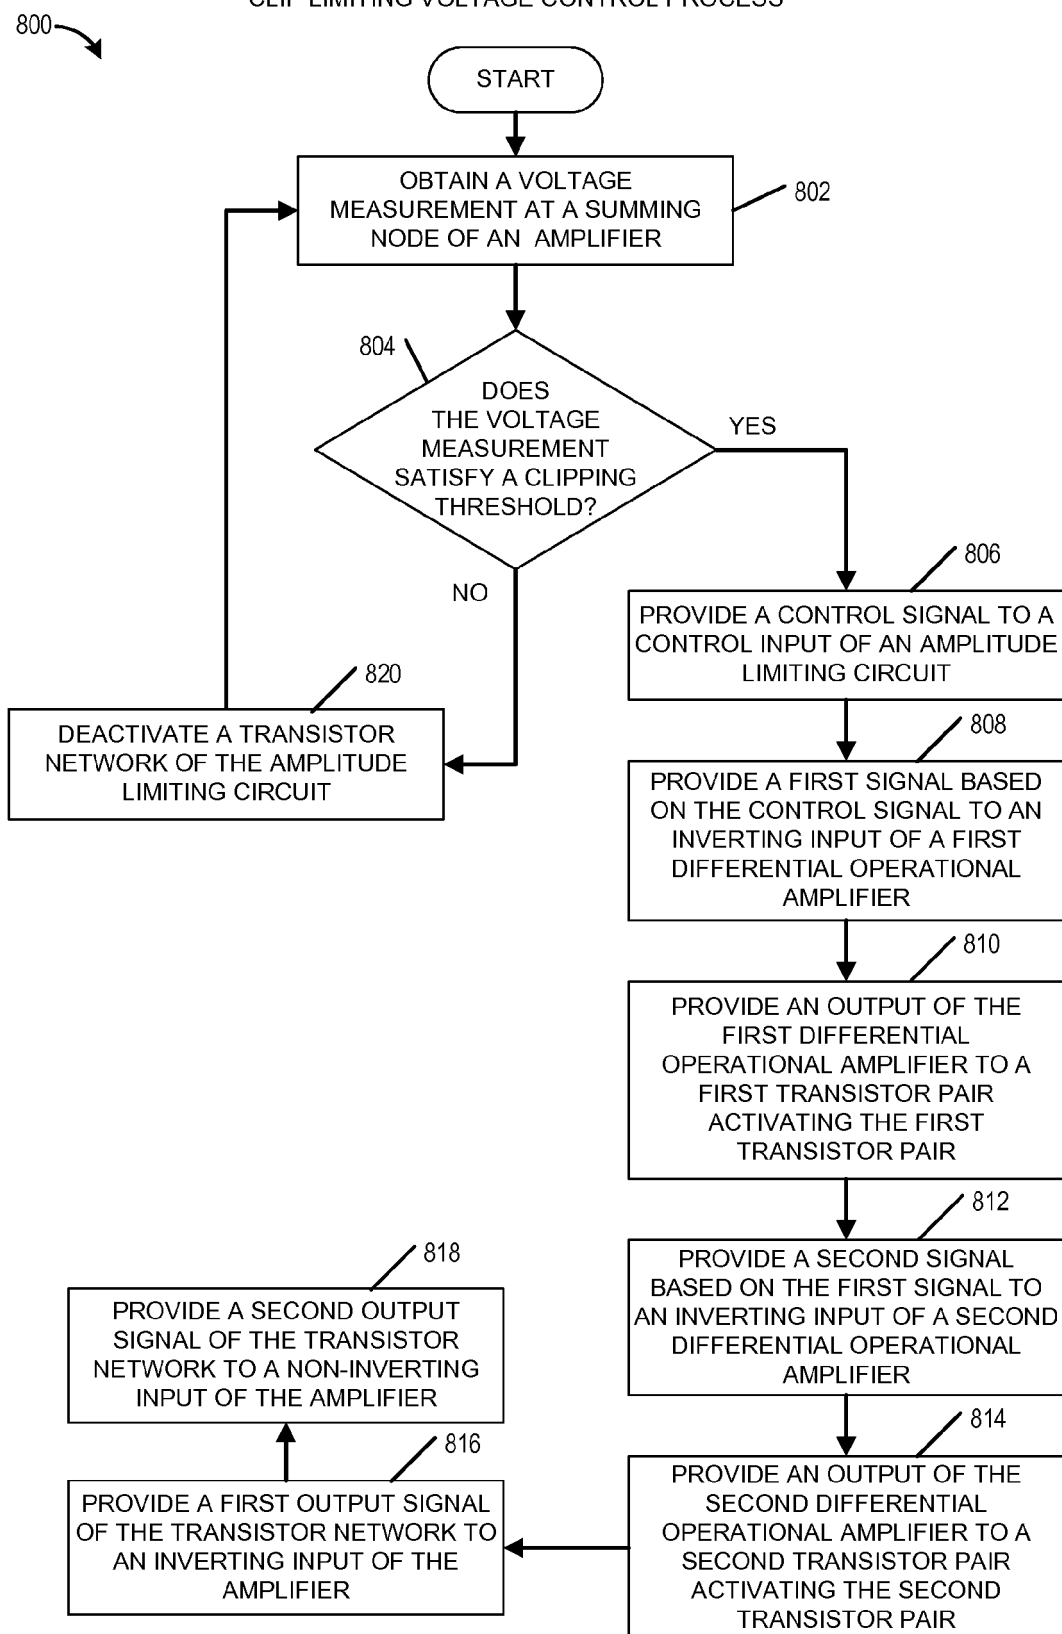 CLIP LIMITING VOLTAGE CONTROL PROCESS
800
START
OBTAIN A VOLTAGE
MEASUREMENT AT A SUMMING
NODE OF AN AMPLIFIER
802
804
DOES
THE VOLTAGE
MEASUREMENT
SATISFY A CLIPPING
THRESHOLD?
YES
NO
806
PROVIDE A CONTROL SIGNAL TO A
CONTROL INPUT OF AN AMPLITUDE
LIMITING CIRCUIT
820
DEACTIVATE A TRANSISTOR
NETWORK OF THE AMPLITUDE
LIMITING CIRCUIT
808
PROVIDE A FIRST SIGNAL BASED
ON THE CONTROL SIGNAL TO AN
INVERTING INPUT OF A FIRST
DIFFERENTIAL OPERATIONAL
AMPLIFIER
810
PROVIDE AN OUTPUT OF THE
FIRST DIFFERENTIAL
OPERATIONAL AMPLIFIER TO A
FIRST TRANSISTOR PAIR
ACTIVATING THE FIRST
TRANSISTOR PAIR
812
PROVIDE A SECOND SIGNAL
BASED ON THE FIRST SIGNAL TO
AN INVERTING INPUT OF A SECOND
DIFFERENTIAL OPERATIONAL
AMPLIFIER
814
PROVIDE AN OUTPUT OF THE
SECOND DIFFERENTIAL
OPERATIONAL AMPLIFIER TO A
SECOND TRANSISTOR PAIR
ACTIVATING THE SECOND
TRANSISTOR PAIR
816
PROVIDE A FIRST OUTPUT SIGNAL
OF THE TRANSISTOR NETWORK TO
AN INVERTING INPUT OF THE
AMPLIFIER
818
PROVIDE A SECOND OUTPUT
SIGNAL OF THE TRANSISTOR
NETWORK TO A NON-INVERTING
INPUT OF THE AMPLIFIER